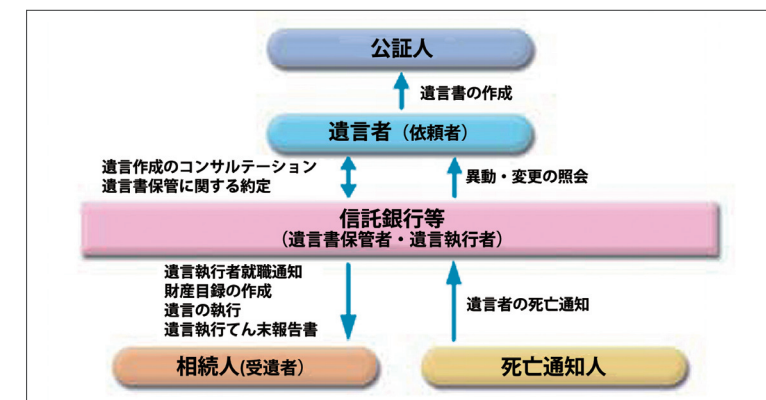 公証人
遺言書の作成
遺言者（依頼者）
遺言作成のコンサルテーション
遺言書保管に関する約定
異動・変更の照会
信託銀行等
（遺言書保管者・遺言執行者）
遺言執行者就職通知
財産目録の作成
遺言の執行
遺言執行てん末報告書
遺言者の死亡通知
相続人(受遺者）
死亡通知人